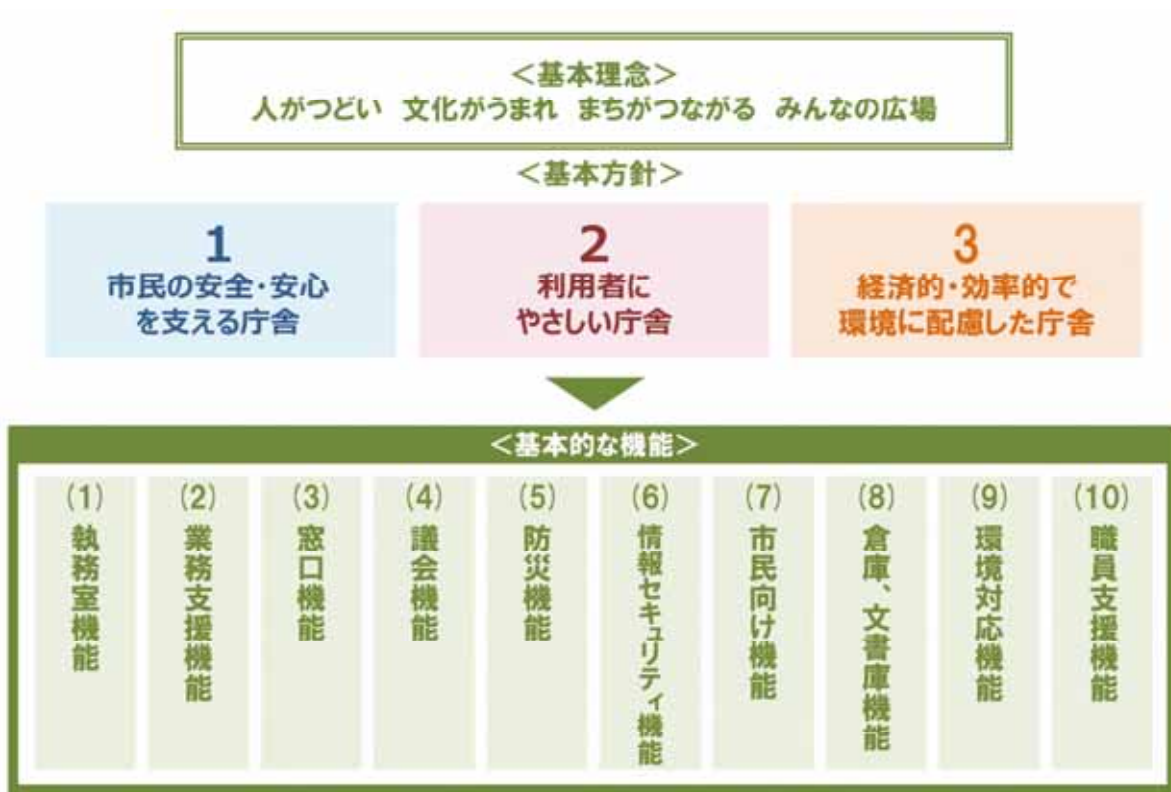 ＜基本理念＞
人がつどい 文化がうまれ まちがつながる みんなの広場
＜基本方針＞
1
市民の安全・安心
を支える庁舎
2
利用者に
やさしい庁舎
3
経済的・効率的で
環境に配慮した庁舎
＜基本的な機能＞
(1)
執務室機能
(2)
業務支援機能
(3)
窓口機能
(4)
議会機能
(5)
防災機能
(6)
情報セキュリティ機能
(7)
市民向け機能
(8)
倉庫、文書庫機能
(9)
環境対応機能
(10)
職員支援機能